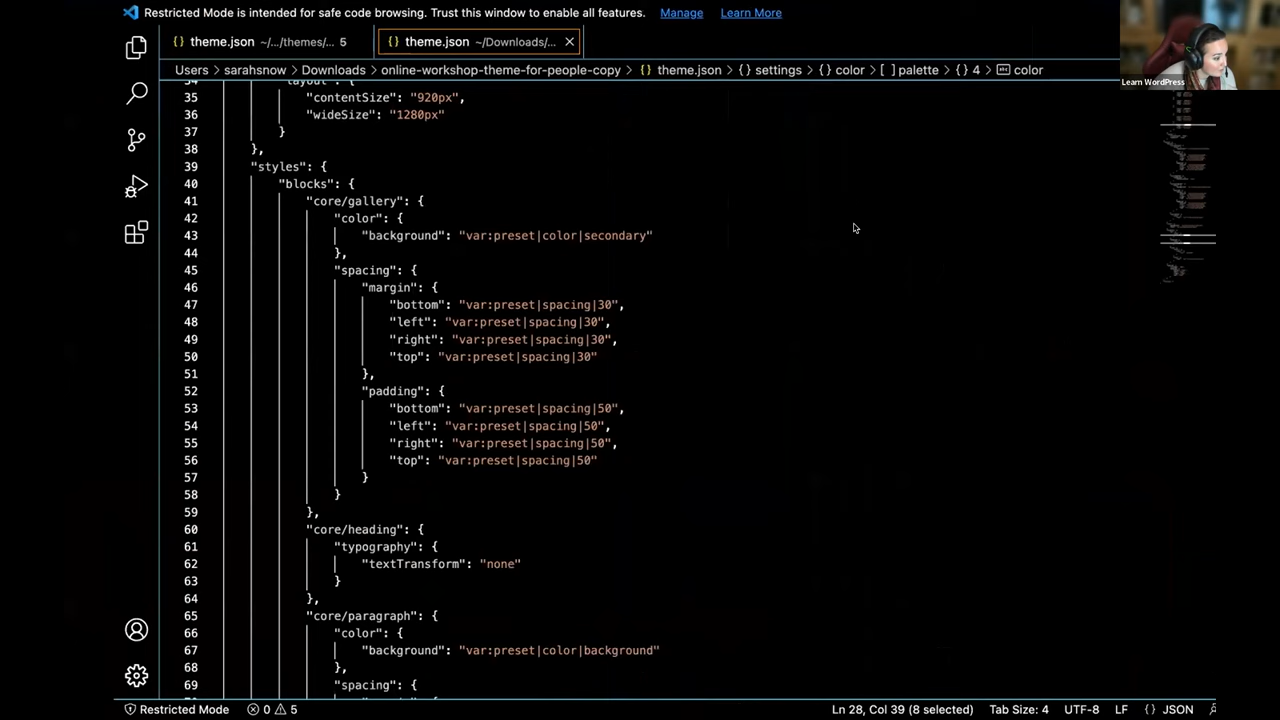 Restricted Mode is intended for safe code browsing. Trust this window to enable all features. Manage Learn More
Learn WordPress
theme.json ~/.../themes/... 5 theme.json ~/Downloads/...
Users > sarahsnow > Downloads > online-workshop-theme-for-people-copy > {} theme.json > {} settings > {} color > [ ] palette > {} 4 > color
35 "contentSize": "920px",
36 "wideSize": "1280px"
37 }
38 },
39 "styles": {
40 "blocks": {
41 "core/gallery": {
42 "color": {
43 "background": "var:preset|color|secondary"
44 },
45 "spacing": {
46 "margin": {
47 "bottom": "var:preset|spacing|30",
48 "left": "var:preset|spacing|30",
49 "right": "var:preset|spacing|30",
50 "top": "var:preset|spacing|30"
51 },
52 "padding": {
53 "bottom": "var:preset|spacing|50",
54 "left": "var:preset|spacing|50",
55 "right": "var:preset|spacing|50",
56 "top": "var:preset|spacing|50"
57 }
58 }
59 },
60 "core/heading": {
61 "typography": {
62 "textTransform": "none"
63 }
64 },
65 "core/paragraph": {
66 "color": {
67 "background": "var:preset|color|background"
68 },
69 "spacing": {
Restricted Mode 0 5 Ln 28, Col 39 (8 selected) Tab Size: 4 UTF-8 LF {} JSON